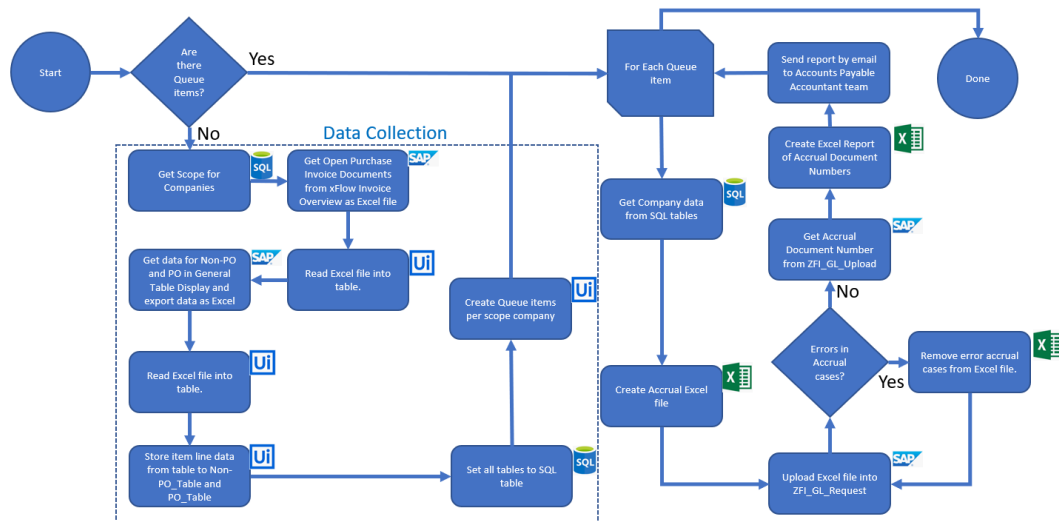 Start
Are
there
Queue
items?
Yes
No
Data Collection
Get Scope for
Companies
SQL
Get Open Purchase
Invoice Documents
from xFlow Invoice
Overview as Excel file
SAP
Read Excel file into
table.
Ui
Get data for Non-PO
and PO in General
Table Display and
export data as Excel
SAP
Read Excel file into
table.
Ui
Store item line data
from table to Non-
PO_Table and
PO_Table
Ui
Set all tables to SQL
table
SQL
Create Queue items
per scope company
Ui
For Each Queue
item
Get Company data
from SQL tables
SQL
Create Accrual Excel
file
X
Upload Excel file into
ZFI_GL_Request
SAP
Errors in
Accrual
cases?
Yes
Remove error accrual
cases from Excel file.
X
No
Get Accrual
Document Number
from ZFI_GL_Upload
SAP
Create Excel Report
of Accrual Document
Numbers
X
Send report by email
to Accounts Payable
Accountant team
Done